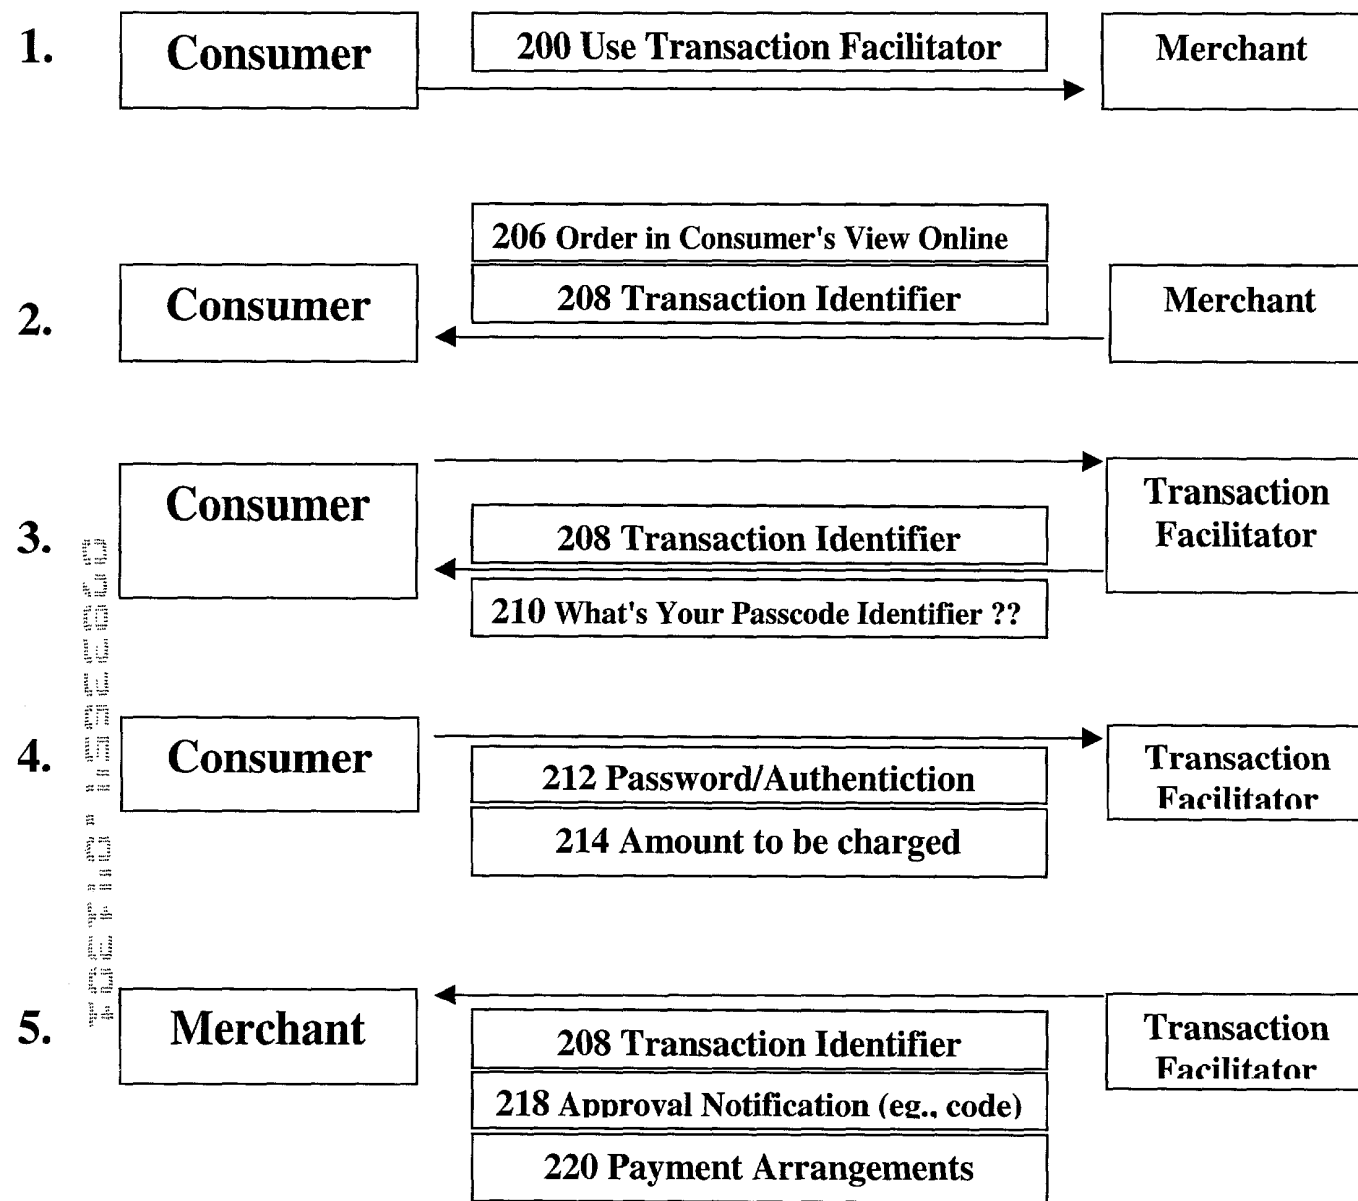 1.
Consumer
200 Use Transaction Facilitator
Merchant
206 Order in Consumer's View Online
2.
Consumer
208 Transaction Identifier
Merchant
3.
Consumer
208 Transaction Identifier
210 What's Your Passcode Identifier ??
Transaction
Facilitator
4.
Consumer
212 Password/Authentiction
214 Amount to be charged
Transaction
Facilitator
5.
Merchant
208 Transaction Identifier
218 Approval Notification (eg., code)
220 Payment Arrangements
Transaction
Facilitator